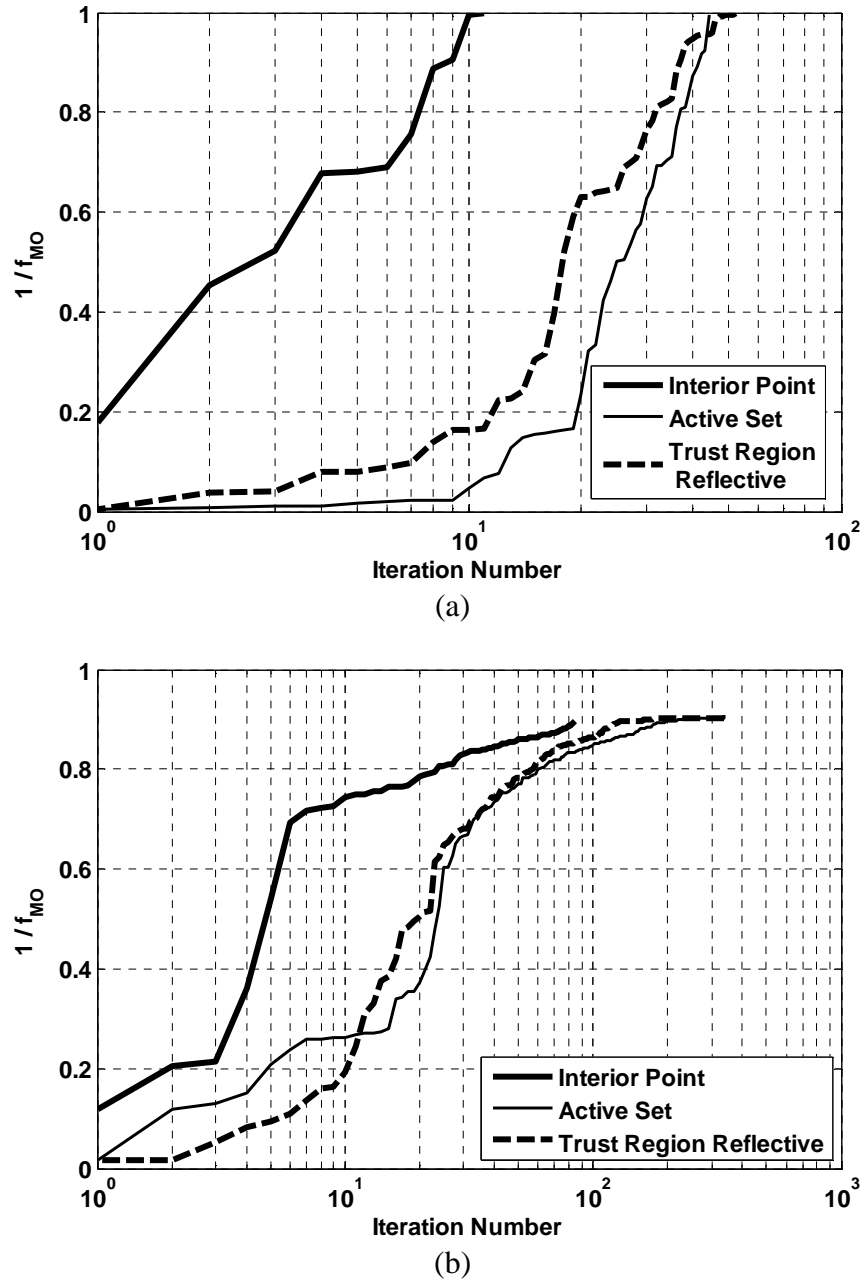 1
0.8
0.6
0.4
0.2
0
1 / f_MO
10^0
10^1
10^2
Iteration Number
Interior Point
Active Set
Trust Region
Reflective
(a)
1
0.8
0.6
0.4
0.2
0
1 / f_MO
10^0
10^1
10^2
10^3
Iteration Number
Interior Point
Active Set
Trust Region Reflective
(b)